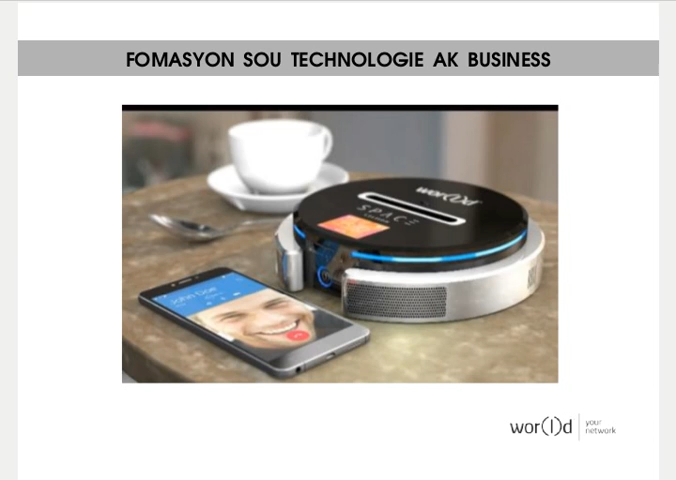 FOMASYON SOU TECHNOLOGIE AK BUSINESS
wor(l)d
SPACE
John Doe
wor(l)d
your
network